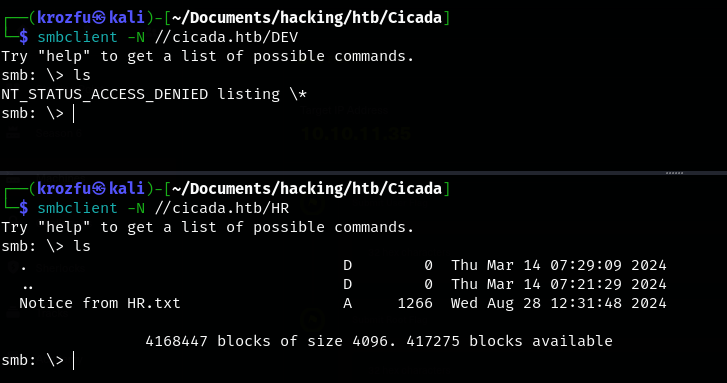 ┌──(krozfu㉿kali)-[~/Documents/hacking/htb/Cicada]
└─$ smbclient -N //cicada.htb/DEV
Try "help" to get a list of possible commands.
smb: \> ls
NT_STATUS_ACCESS_DENIED listing \*
smb: \>
┌──(krozfu㉿kali)-[~/Documents/hacking/htb/Cicada]
└─$ smbclient -N //cicada.htb/HR
Try "help" to get a list of possible commands.
smb: \> ls
  .                                   D        0  Thu Mar 14 07:29:09 2024
  ..                                  D        0  Thu Mar 14 07:21:29 2024
  Notice from HR.txt                  A     1266  Wed Aug 28 12:31:48 2024
                4168447 blocks of size 4096. 417275 blocks available
smb: \>